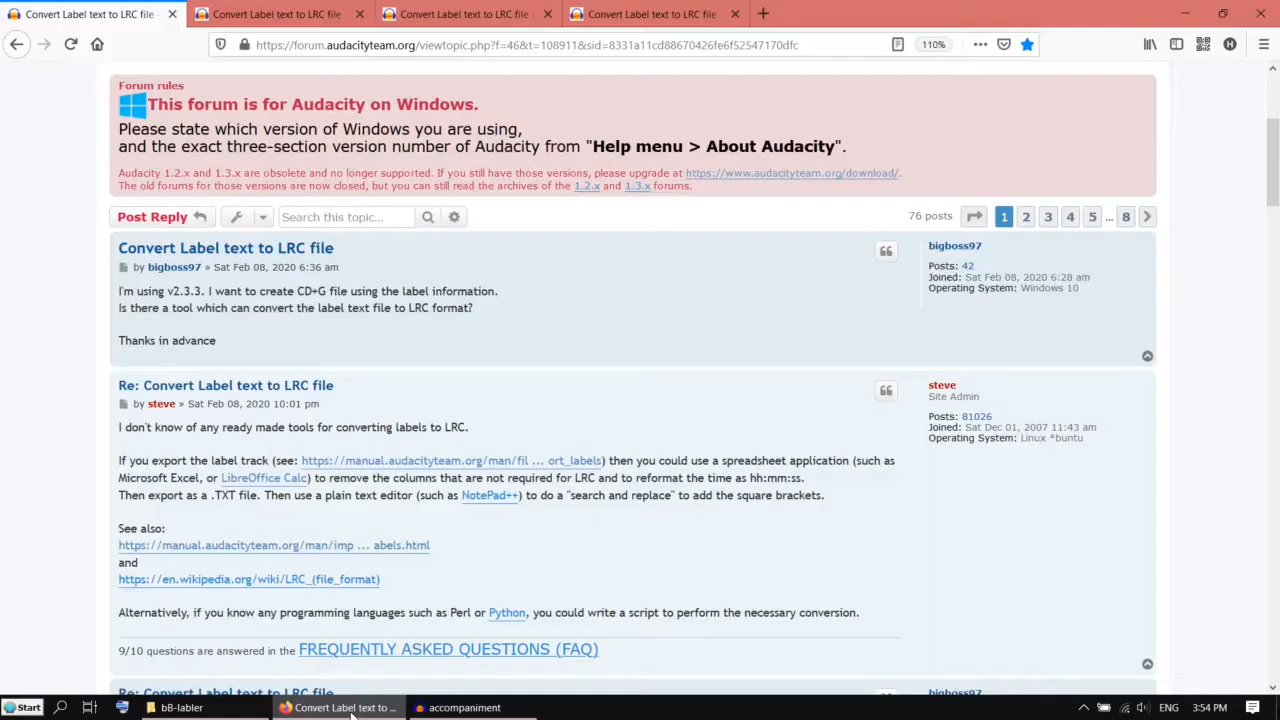 Convert Label text to LRC file -
Convert Label text to LRC file
Convert Label text to LRC file
Convert Label text to LRC file
https://forum.audacityteam.org/viewtopic.php?f=46&t=108911&sid=8331a11cd88670426fe6f52547170dfc
110%
Forum rules
This forum is for Audacity on Windows.
Please state which version of Windows you are using,
and the exact three-section version number of Audacity from "Help menu > About Audacity".
Audacity 1.2.x and 1.3.x are obsolete and no longer supported. If you still have those versions, please upgrade at https://www.audacityteam.org/download/.
The old forums for those versions are now closed, but you can still read the archives of the 1.2.x and 1.3.x forums.
Post Reply
Search this topic...
76 posts
1 2 3 4 5 ... 8
Convert Label text to LRC file
by bigboss97 » Sat Feb 08, 2020 6:36 am
I'm using v2.3.3. I want to create CD+G file using the label information.
Is there a tool which can convert the label text file to LRC format?
Thanks in advance
bigboss97
Posts: 42
Joined: Sat Feb 08, 2020 6:28 am
Operating System: Windows 10
Re: Convert Label text to LRC file
by steve » Sat Feb 08, 2020 10:01 pm
I don't know of any ready made tools for converting labels to LRC.
If you export the label track (see: https://manual.audacityteam.org/man/fil ... ort_labels) then you could use a spreadsheet application (such as
Microsoft Excel, or LibreOffice Calc) to remove the columns that are not required for LRC and to reformat the time as hh:mm:ss.
Then export as a .TXT file. Then use a plain text editor (such as NotePad++) to do a "search and replace" to add the square brackets.
See also:
https://manual.audacityteam.org/man/imp ... abels.html
and
https://en.wikipedia.org/wiki/LRC_(file_format)
Alternatively, if you know any programming languages such as Perl or Python, you could write a script to perform the necessary conversion.
9/10 questions are answered in the FREQUENTLY ASKED QUESTIONS (FAQ)
steve
Site Admin
Posts: 81026
Joined: Sat Dec 01, 2007 11:43 am
Operating System: Linux *buntu
Re: Convert Label text to LRC file
bigboss97
Start
bB-labler
Convert Label text to ...
accompaniment
ENG
3:54 PM